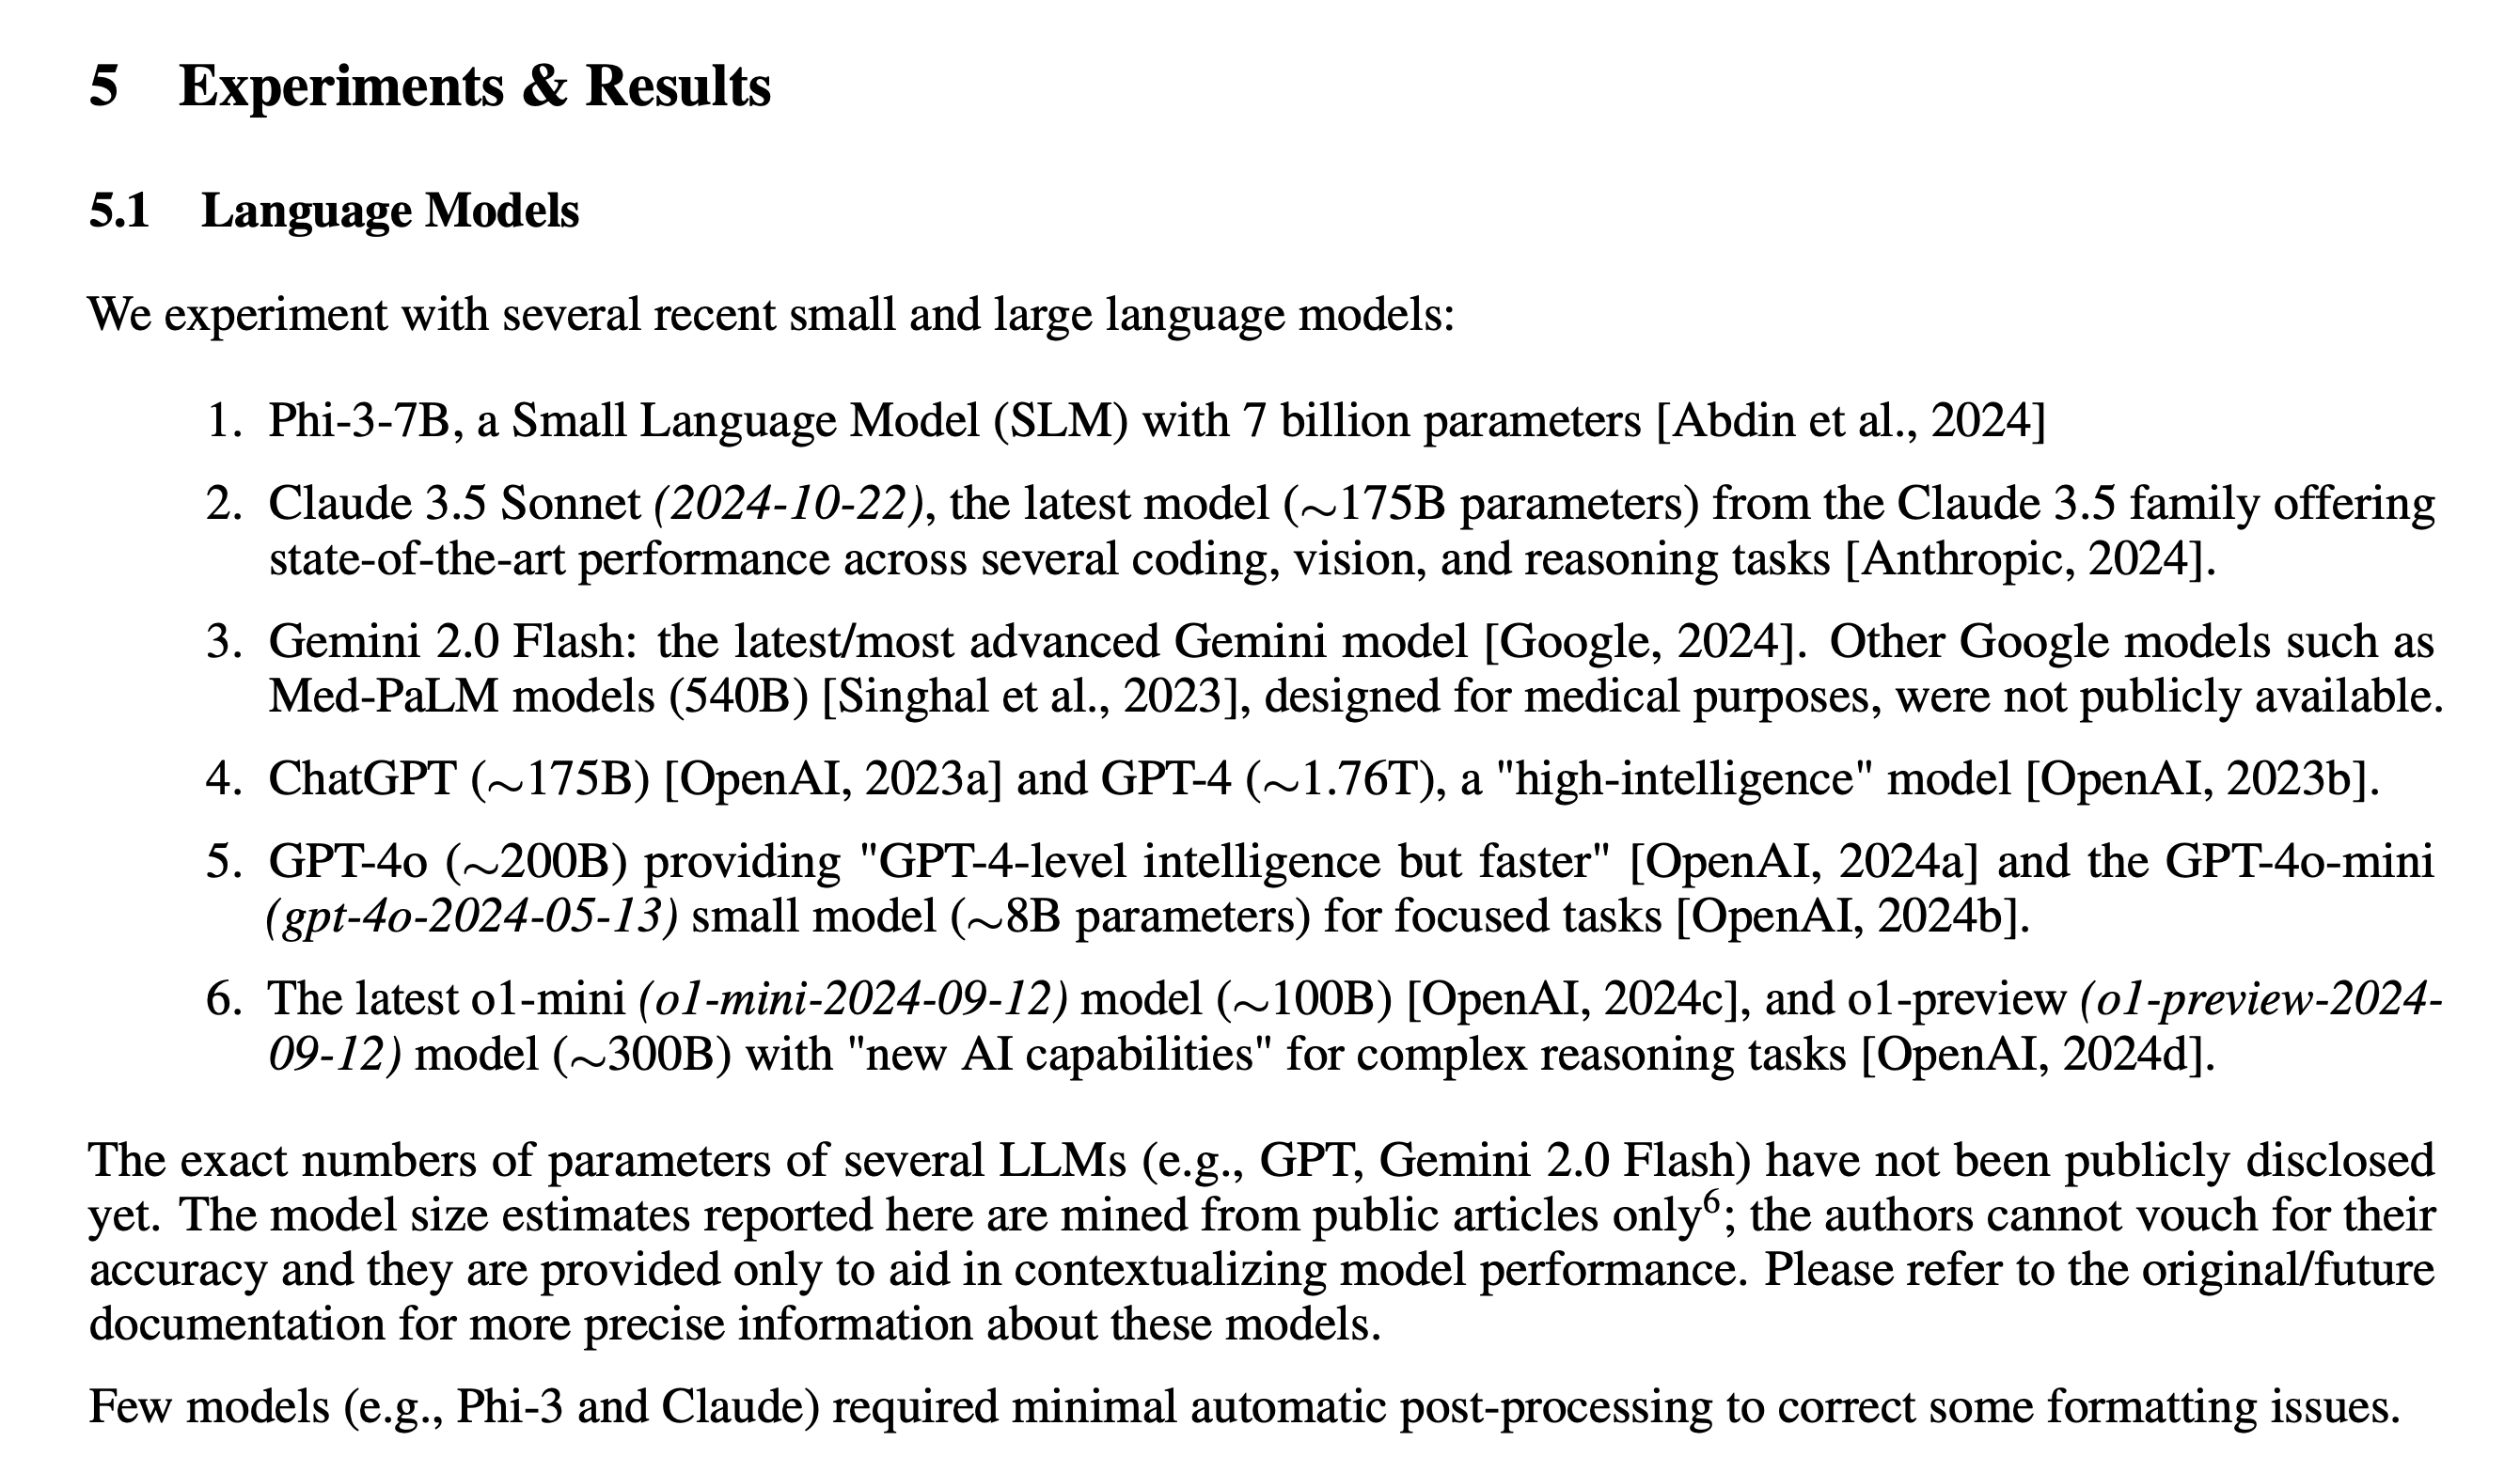 5 Experiments & Results
5.1 Language Models
We experiment with several recent small and large language models:
1. Phi-3-7B, a Small Language Model (SLM) with 7 billion parameters [Abdin et al., 2024]
2. Claude 3.5 Sonnet (2024-10-22), the latest model (~175B parameters) from the Claude 3.5 family offering
state-of-the-art performance across several coding, vision, and reasoning tasks [Anthropic, 2024].
3. Gemini 2.0 Flash: the latest/most advanced Gemini model [Google, 2024]. Other Google models such as
Med-PaLM models (540B) [Singhal et al., 2023], designed for medical purposes, were not publicly available.
4. ChatGPT (~175B) [OpenAI, 2023a] and GPT-4 (~1.76T), a "high-intelligence" model [OpenAI, 2023b].
5. GPT-4o (~200B) providing "GPT-4-level intelligence but faster" [OpenAI, 2024a] and the GPT-4o-mini
(gpt-4o-2024-05-13) small model (~8B parameters) for focused tasks [OpenAI, 2024b].
6. The latest o1-mini (o1-mini-2024-09-12) model (~100B) [OpenAI, 2024c], and o1-preview (o1-preview-2024-
09-12) model (~300B) with "new AI capabilities" for complex reasoning tasks [OpenAI, 2024d].
The exact numbers of parameters of several LLMs (e.g., GPT, Gemini 2.0 Flash) have not been publicly disclosed
yet. The model size estimates reported here are mined from public articles only⁶; the authors cannot vouch for their
accuracy and they are provided only to aid in contextualizing model performance. Please refer to the original/future
documentation for more precise information about these models.
Few models (e.g., Phi-3 and Claude) required minimal automatic post-processing to correct some formatting issues.